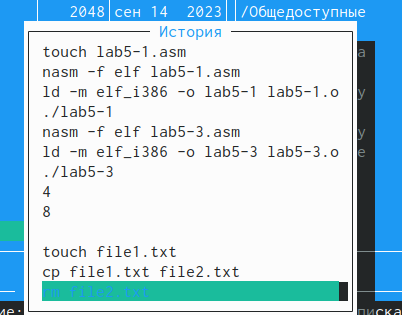 2048 сен 14 2023 /Общедоступные
История
touch lab5-1.asm
nasm -f elf lab5-1.asm
ld -m elf_i386 -o lab5-1 lab5-1.o
./lab5-1
nasm -f elf lab5-3.asm
ld -m elf_i386 -o lab5-3 lab5-3.o
./lab5-3
4
8
touch file1.txt
cp file1.txt file2.txt
rm file2.txt